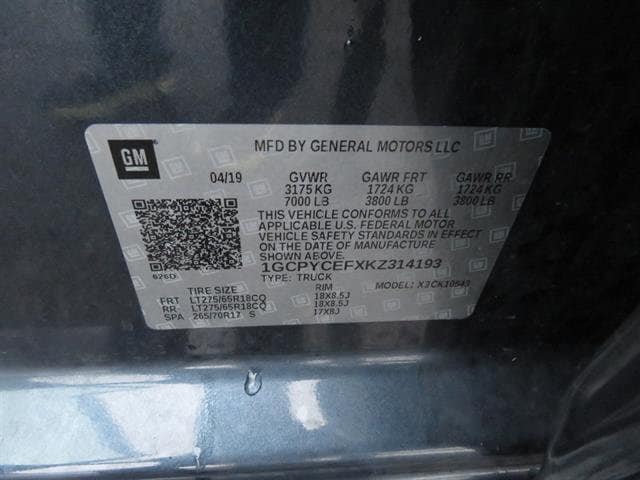 GM
MFD BY GENERAL MOTORS LLC
04/19 GVWR GAWR FRT GAWR RR
3175 KG 1724 KG 1724 KG
7000 LB 3800 LB 3800 LB
THIS VEHICLE CONFORMS TO ALL
APPLICABLE U.S. FEDERAL MOTOR
VEHICLE SAFETY STANDARDS IN EFFECT
ON THE DATE OF MANUFACTURE
SHOWN ABOVE.
1GCPYCEFXKZ314193
626D
TYPE: TRUCK MODEL:
TIRE SIZE RIM
FRT LT275/65R18CQ 18X8.5J
RR LT275/65R18CQ 18X8.5J
SPA 265/70R17 S 17X8J